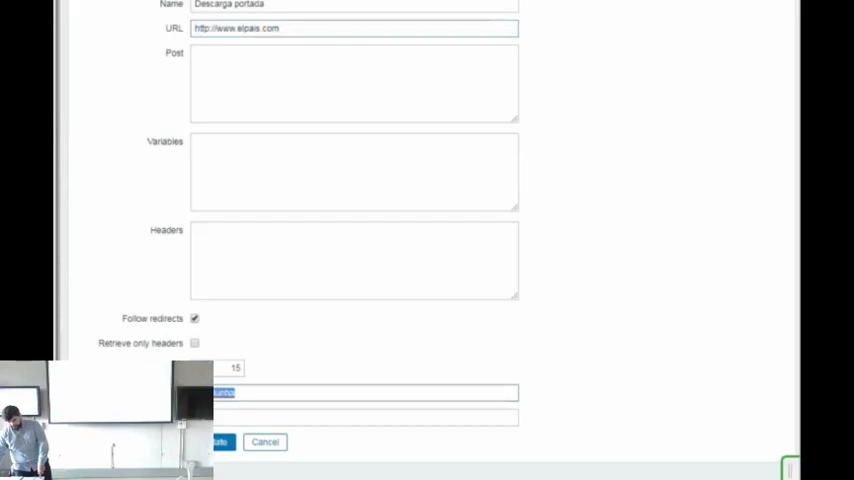 Name Descarga portada
URL http://www.elpais.com
Post
Variables
Headers
Follow redirects
Retrieve only headers
15
Cancel